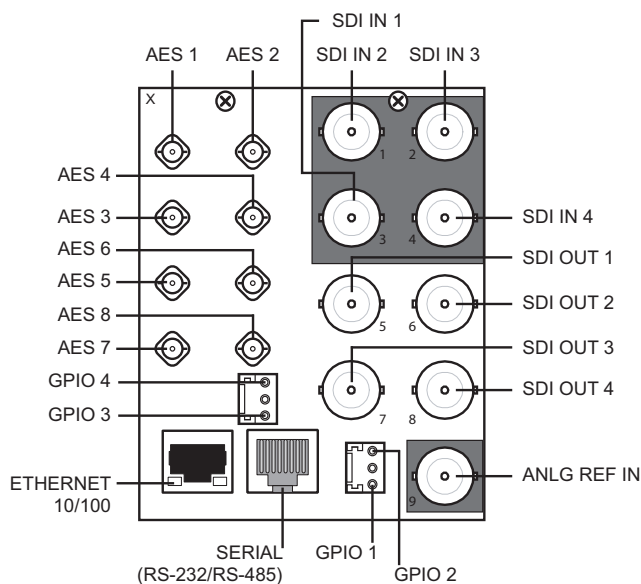 SDI IN 1
AES 1
AES 2
SDI IN 2
SDI IN 3
X
1
2
AES 4
AES 3
3
4
SDI IN 4
AES 6
SDI OUT 1
AES 5
SDI OUT 2
AES 8
5
6
AES 7
SDI OUT 3
GPIO 4
SDI OUT 4
GPIO 3
7
8
ETHERNET
10/100
ANLG REF IN
9
SERIAL
(RS-232/RS-485)
GPIO 1
GPIO 2